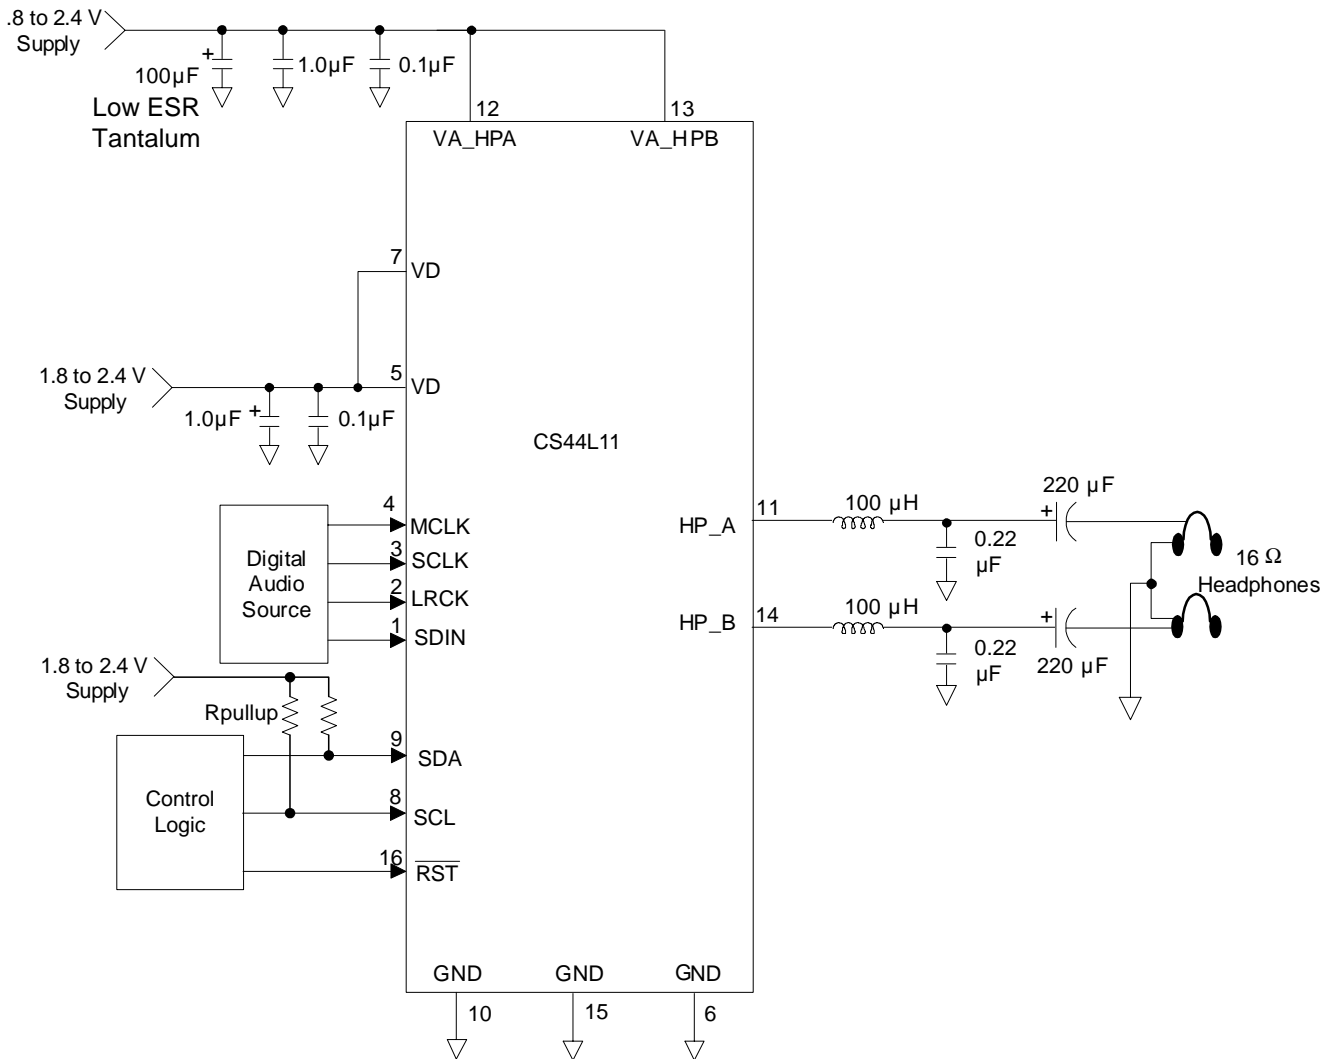 .8 to 2.4 V
Supply
+
100µF
1.0µF
0.1µF
Low ESR
Tantalum
12
13
VA_HPA
VA_HPB
7
VD
1.8 to 2.4 V
Supply
5
VD
1.0µF
+
0.1µF
CS44L11
Digital
Audio
Source
4
MCLK
3
SCLK
2
LRCK
1
SDIN
HP_A
11
100 µH
0.22
µF
+
220 µF
HP_B
14
100 µH
0.22
µF
+
220 µF
16 Ω
Headphones
1.8 to 2.4 V
Supply
Rpullup
Control
Logic
9
SDA
8
SCL
16
RST
GND
GND
GND
10
15
6